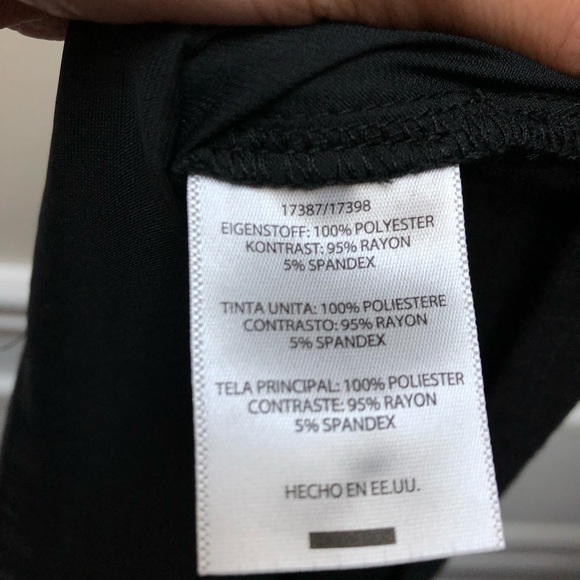 17387/17398
EIGENSTOFF: 100% POLYESTER
KONTRAST: 95% RAYON
5% SPANDEX
TINTA UNITA: 100% POLIESTERE
CONTRASTO: 95% RAYON
5% SPANDEX
TELA PRINCIPAL: 100% POLIESTER
CONTRASTE: 95% RAYON
5% SPANDEX
HECHO EN EE.UU.